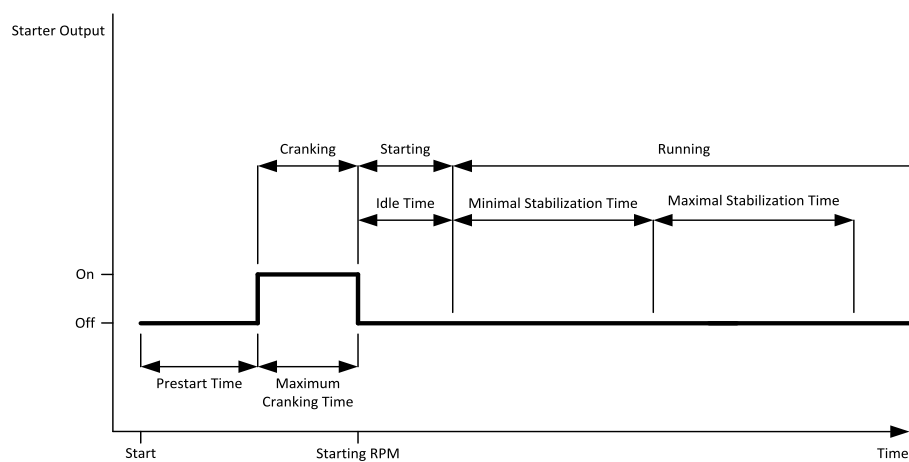 Starter Output
Cranking
Starting
Running
Idle Time
Minimal Stabilization Time
Maximal Stabilization Time
On
Off
Prestart Time
Maximum
Cranking Time
Start
Starting RPM
Time